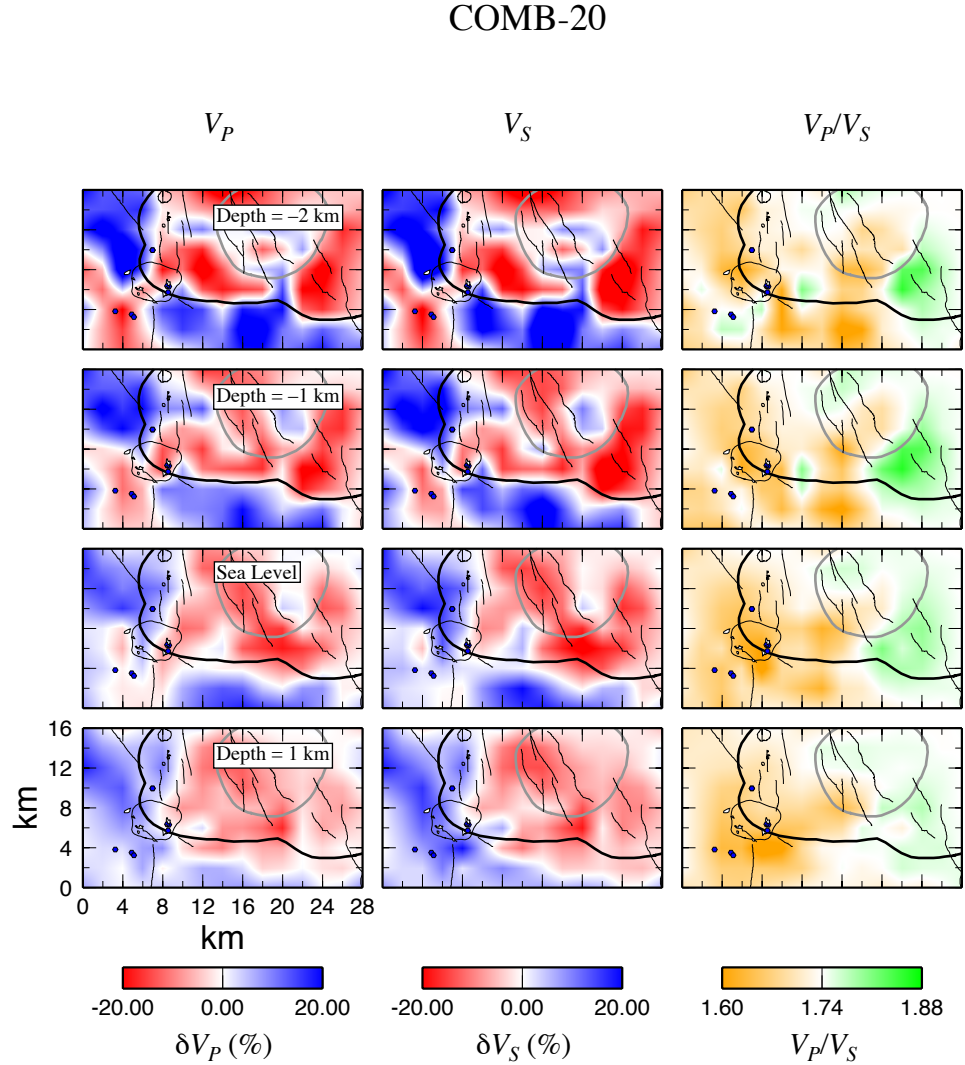 COMB-20
V_P V_S V_P/V_S
Depth = −2 km
Depth = −1 km
Sea Level
Depth = 1 km
16
12
8
4
0
km
0 4 8 12 16 20 24 28
km
-20.00 0.00 20.00 -20.00 0.00 20.00 1.60 1.74 1.88
δV_P (%) δV_S (%) V_P/V_S